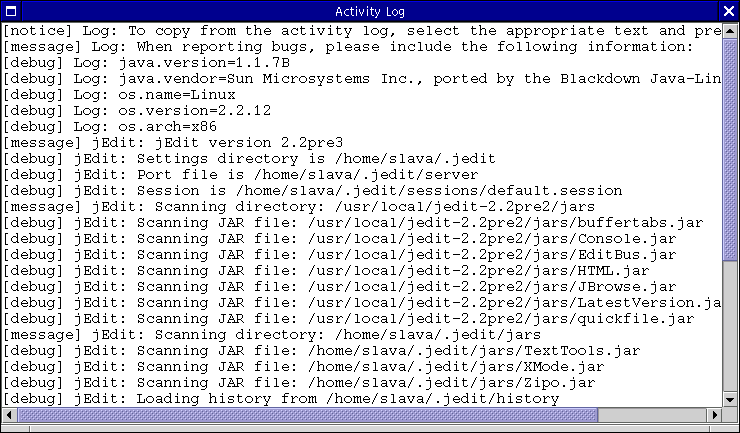 Activity Log
[notice] Log: To copy from the activity log, select the appropriate text and pre
[message] Log: When reporting bugs, please include the following information:
[debug] Log: java.version=1.1.7B
[debug] Log: java.vendor=Sun Microsystems Inc., ported by the Blackdown Java-Lin
[debug] Log: os.name=Linux
[debug] Log: os.version=2.2.12
[debug] Log: os.arch=x86
[message] jEdit: jEdit version 2.2pre3
[debug] jEdit: Settings directory is /home/slava/.jedit
[debug] jEdit: Port file is /home/slava/.jedit/server
[debug] jEdit: Session is /home/slava/.jedit/sessions/default.session
[message] jEdit: Scanning directory: /usr/local/jedit-2.2pre2/jars
[debug] jEdit: Scanning JAR file: /usr/local/jedit-2.2pre2/jars/buffertabs.jar
[debug] jEdit: Scanning JAR file: /usr/local/jedit-2.2pre2/jars/Console.jar
[debug] jEdit: Scanning JAR file: /usr/local/jedit-2.2pre2/jars/EditBus.jar
[debug] jEdit: Scanning JAR file: /usr/local/jedit-2.2pre2/jars/HTML.jar
[debug] jEdit: Scanning JAR file: /usr/local/jedit-2.2pre2/jars/JBrowse.jar
[debug] jEdit: Scanning JAR file: /usr/local/jedit-2.2pre2/jars/LatestVersion.ja
[debug] jEdit: Scanning JAR file: /usr/local/jedit-2.2pre2/jars/quickfile.jar
[message] jEdit: Scanning directory: /home/slava/.jedit/jars
[debug] jEdit: Scanning JAR file: /home/slava/.jedit/jars/TextTools.jar
[debug] jEdit: Scanning JAR file: /home/slava/.jedit/jars/XMode.jar
[debug] jEdit: Scanning JAR file: /home/slava/.jedit/jars/Zipo.jar
[debug] jEdit: Loading history from /home/slava/.jedit/history